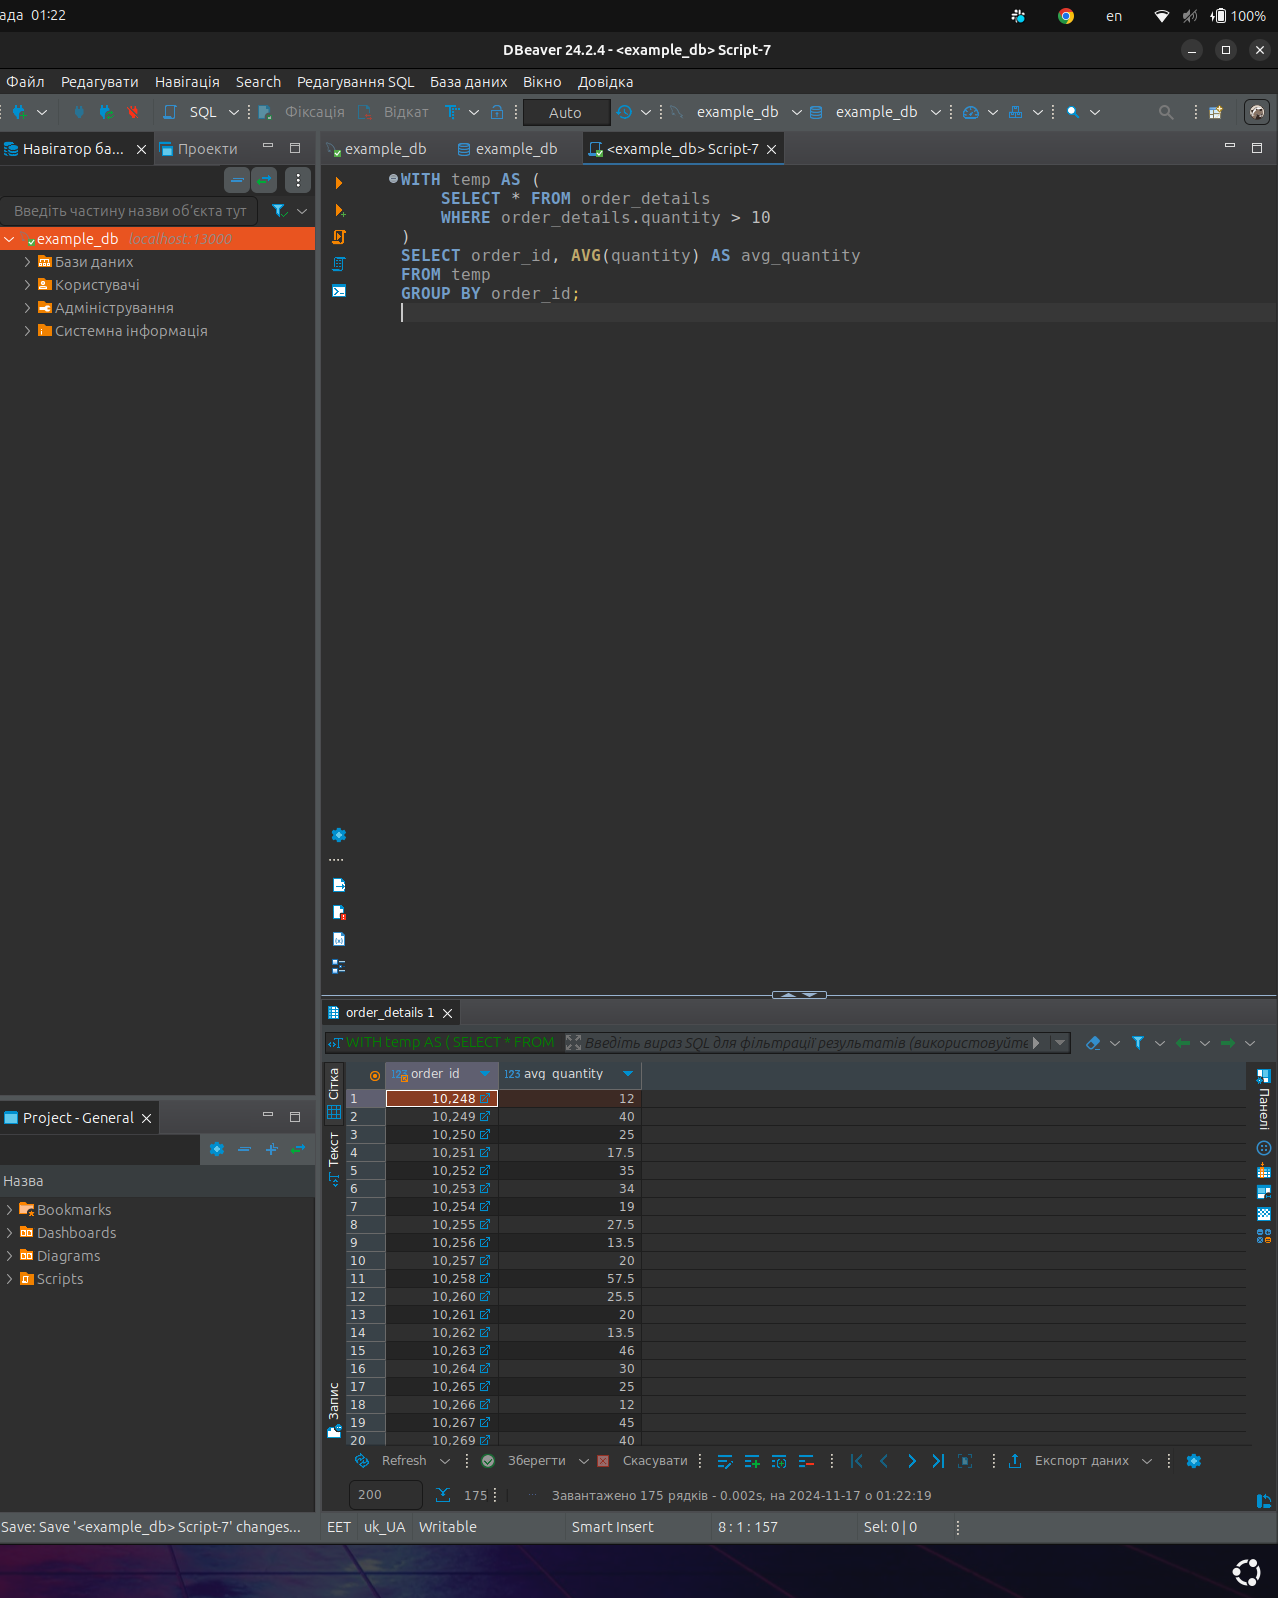 ада 01:22
en
100%
DBeaver 24.2.4 - <example_db> Script-7
Файл Редагувати Навігація Search Редагування SQL База даних Вікно Довідка
SQL Фіксація Відкат Auto example_db example_db
Навігатор ба... Проекти
example_db example_db <example_db> Script-7
Введіть частину назви об'єкта тут
example_db localhost:13000
Бази даних
Користувачі
Адміністрування
Системна інформація
WITH temp AS (
SELECT * FROM order_details
WHERE order_details.quantity > 10
)
SELECT order_id, AVG(quantity) AS avg_quantity
FROM temp
GROUP BY order_id;
order_details 1
WITH temp AS ( SELECT * FROM Введіть вираз SQL для фільтрації результатів (використовуйте
Сітка
Текст
Запис
Панелі
123 order_id 123 avg_quantity
1 10,248 12
2 10,249 40
3 10,250 25
4 10,251 17.5
5 10,252 35
6 10,253 34
7 10,254 19
8 10,255 27.5
9 10,256 13.5
10 10,257 20
11 10,258 57.5
12 10,260 25.5
13 10,261 20
14 10,262 13.5
15 10,263 46
16 10,264 30
17 10,265 25
18 10,266 12
19 10,267 45
20 10,269 40
Refresh Зберегти Скасувати Експорт даних
200 175 Завантажено 175 рядків - 0.002s, на 2024-11-17 о 01:22:19
Project - General
Назва
Bookmarks
Dashboards
Diagrams
Scripts
Save: Save '<example_db> Script-7' changes... EET uk_UA Writable Smart Insert 8 : 1 : 157 Sel: 0 | 0